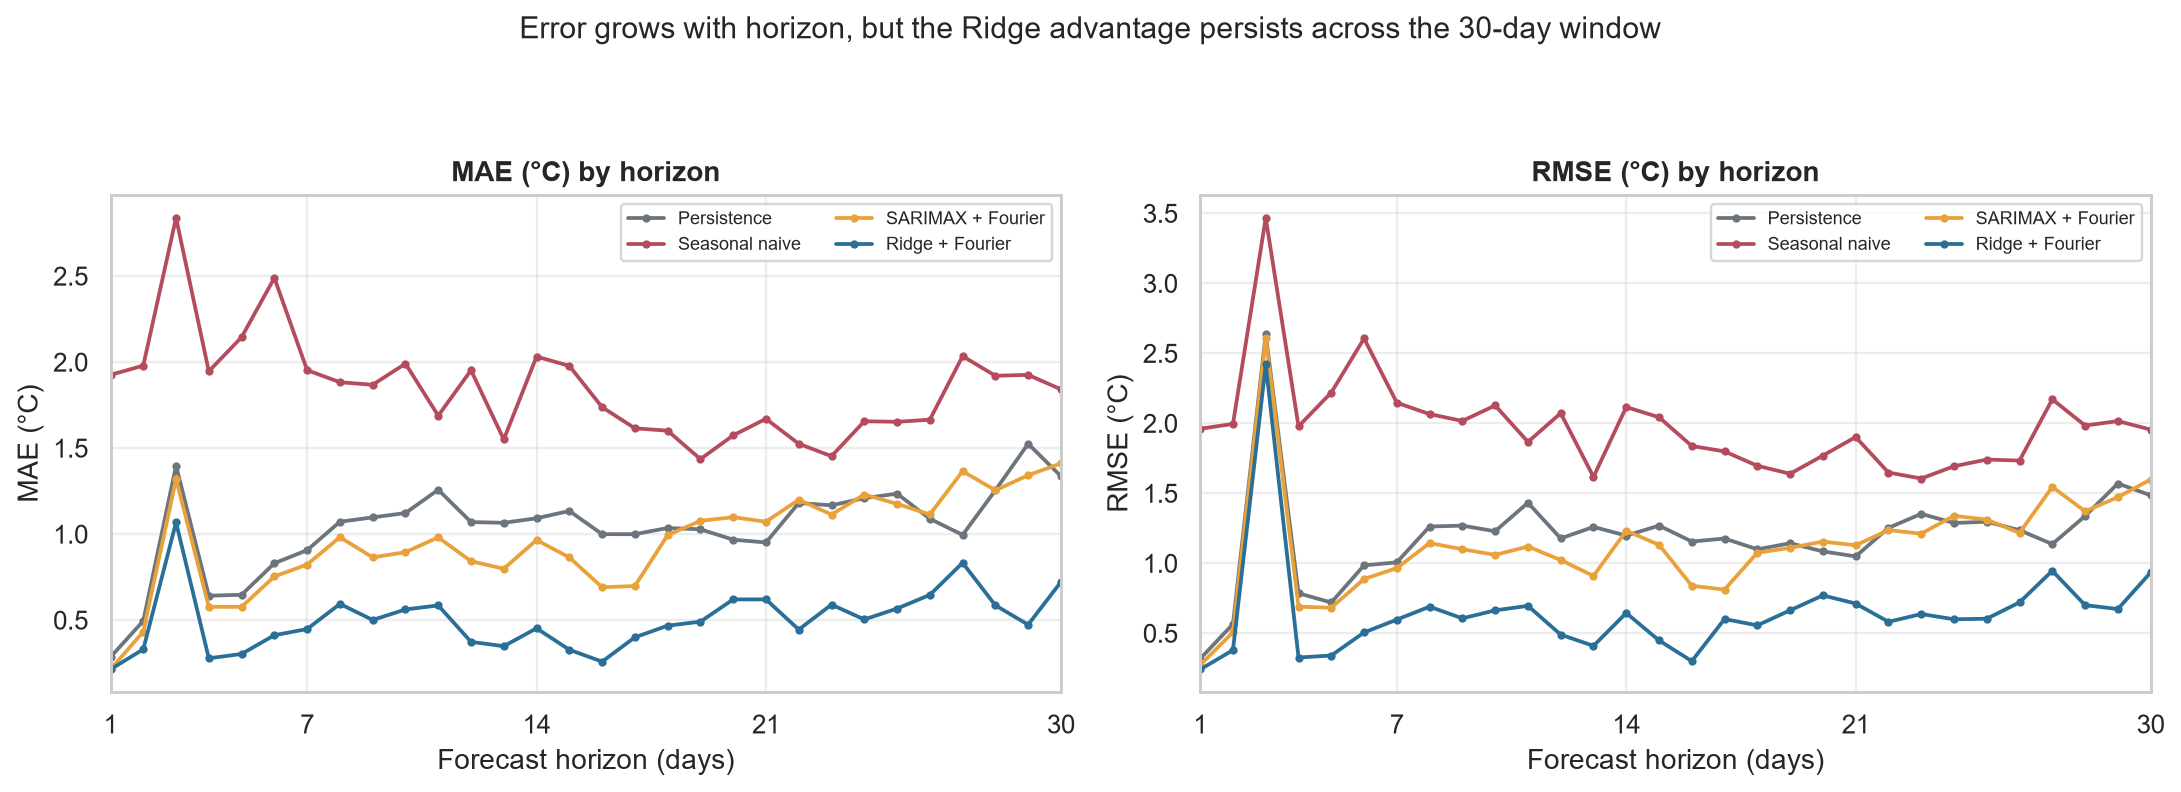 Error grows with horizon, but the Ridge advantage persists across the 30-day window
MAE (°C) by horizon
Persistence
Seasonal naive
SARIMAX + Fourier
Ridge + Fourier
MAE (°C)
2.5
2.0
1.5
1.0
0.5
1 7 14 21 30
Forecast horizon (days)
RMSE (°C) by horizon
Persistence
Seasonal naive
SARIMAX + Fourier
Ridge + Fourier
RMSE (°C)
3.5
3.0
2.5
2.0
1.5
1.0
0.5
1 7 14 21 30
Forecast horizon (days)